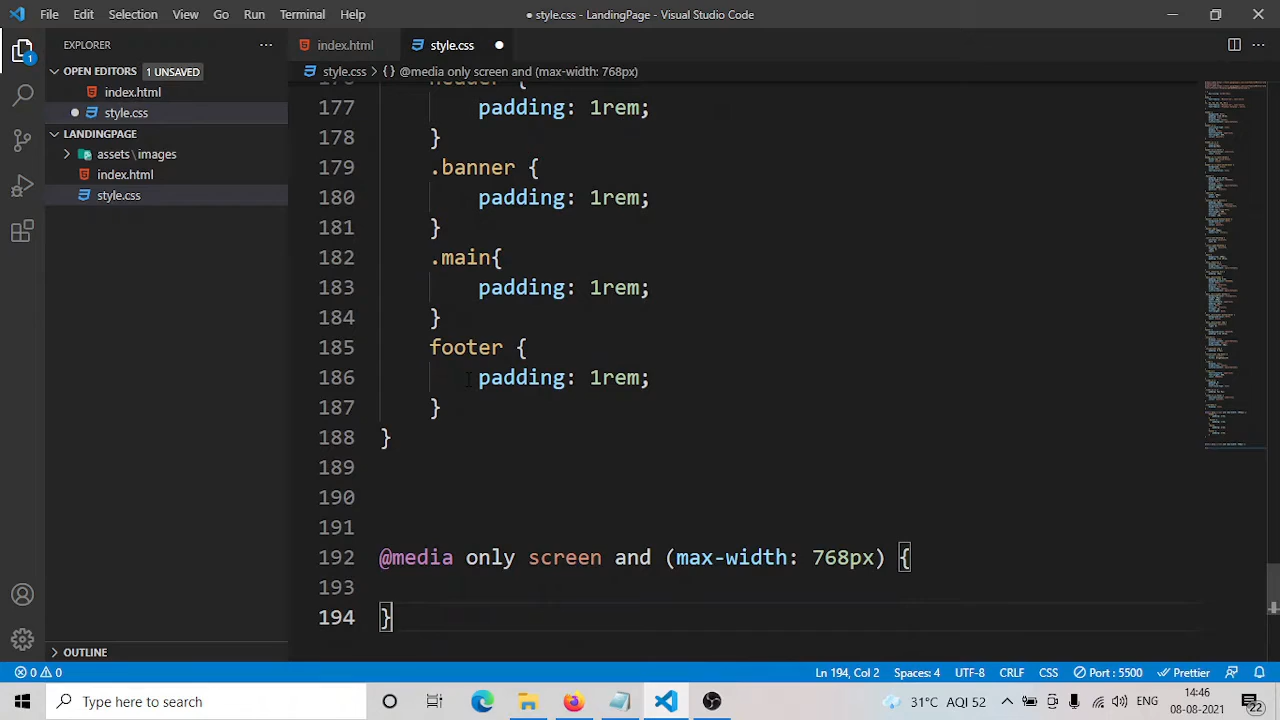 File Edit Selection View Go Run Terminal Help
style.css - LandingPage - Visual Studio Code
EXPLORER
OPEN EDITORS 1 UNSAVED
index.html
style.css
LANDINGPAGE
assets \ images
index.html
style.css
OUTLINE
index.html style.css
style.css > {} @media only screen and (max-width: 768px)
177 padding: 1rem;
178 }
179 .banner {
180 padding: 1rem;
181 }
182 .main{
183 padding: 1rem;
184 }
185 footer {
186 padding: 1rem;
187 }
188 }
189
190
191
192 @media only screen and (max-width: 768px) {
193
194 }
0 0 Ln 194, Col 2 Spaces: 4 UTF-8 CRLF CSS Port : 5500 Prettier
Type here to search
31°C AQI 52 ENG 14:46
08-08-2021
22
1